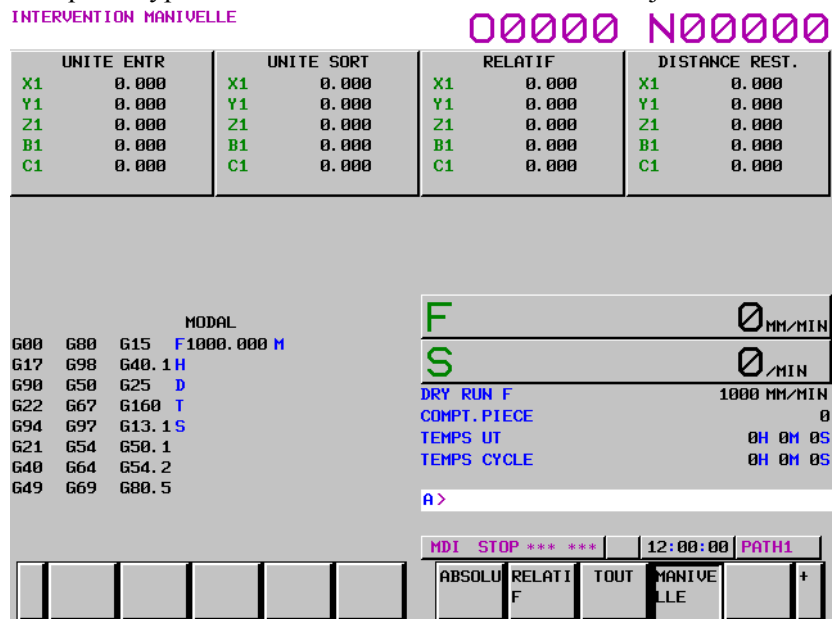 INTERVENTION MANIVELLE O0000 N00000
UNITE ENTR UNITE SORT RELATIF DISTANCE REST.
X1 0.000 X1 0.000 X1 0.000 X1 0.000
Y1 0.000 Y1 0.000 Y1 0.000 Y1 0.000
Z1 0.000 Z1 0.000 Z1 0.000 Z1 0.000
B1 0.000 B1 0.000 B1 0.000 B1 0.000
C1 0.000 C1 0.000 C1 0.000 C1 0.000
MODAL
G00 G80 G15 F1000.000 M
G17 G98 G40.1 H
G90 G50 G25 D
G22 G67 G160 T
G94 G97 G13.1 S
G21 G54 G50.1
G40 G64 G54.2
G49 G69 G80.5
F 0 MM/MIN
S 0 /MIN
DRY RUN F 1000 MM/MIN
COMPT.PIECE 0
TEMPS UT 0H 0M 0S
TEMPS CYCLE 0H 0M 0S
A>
MDI STOP *** *** 12:00:00 PATH1
ABSOLU RELATI TOUT MANIVE +
F LLE